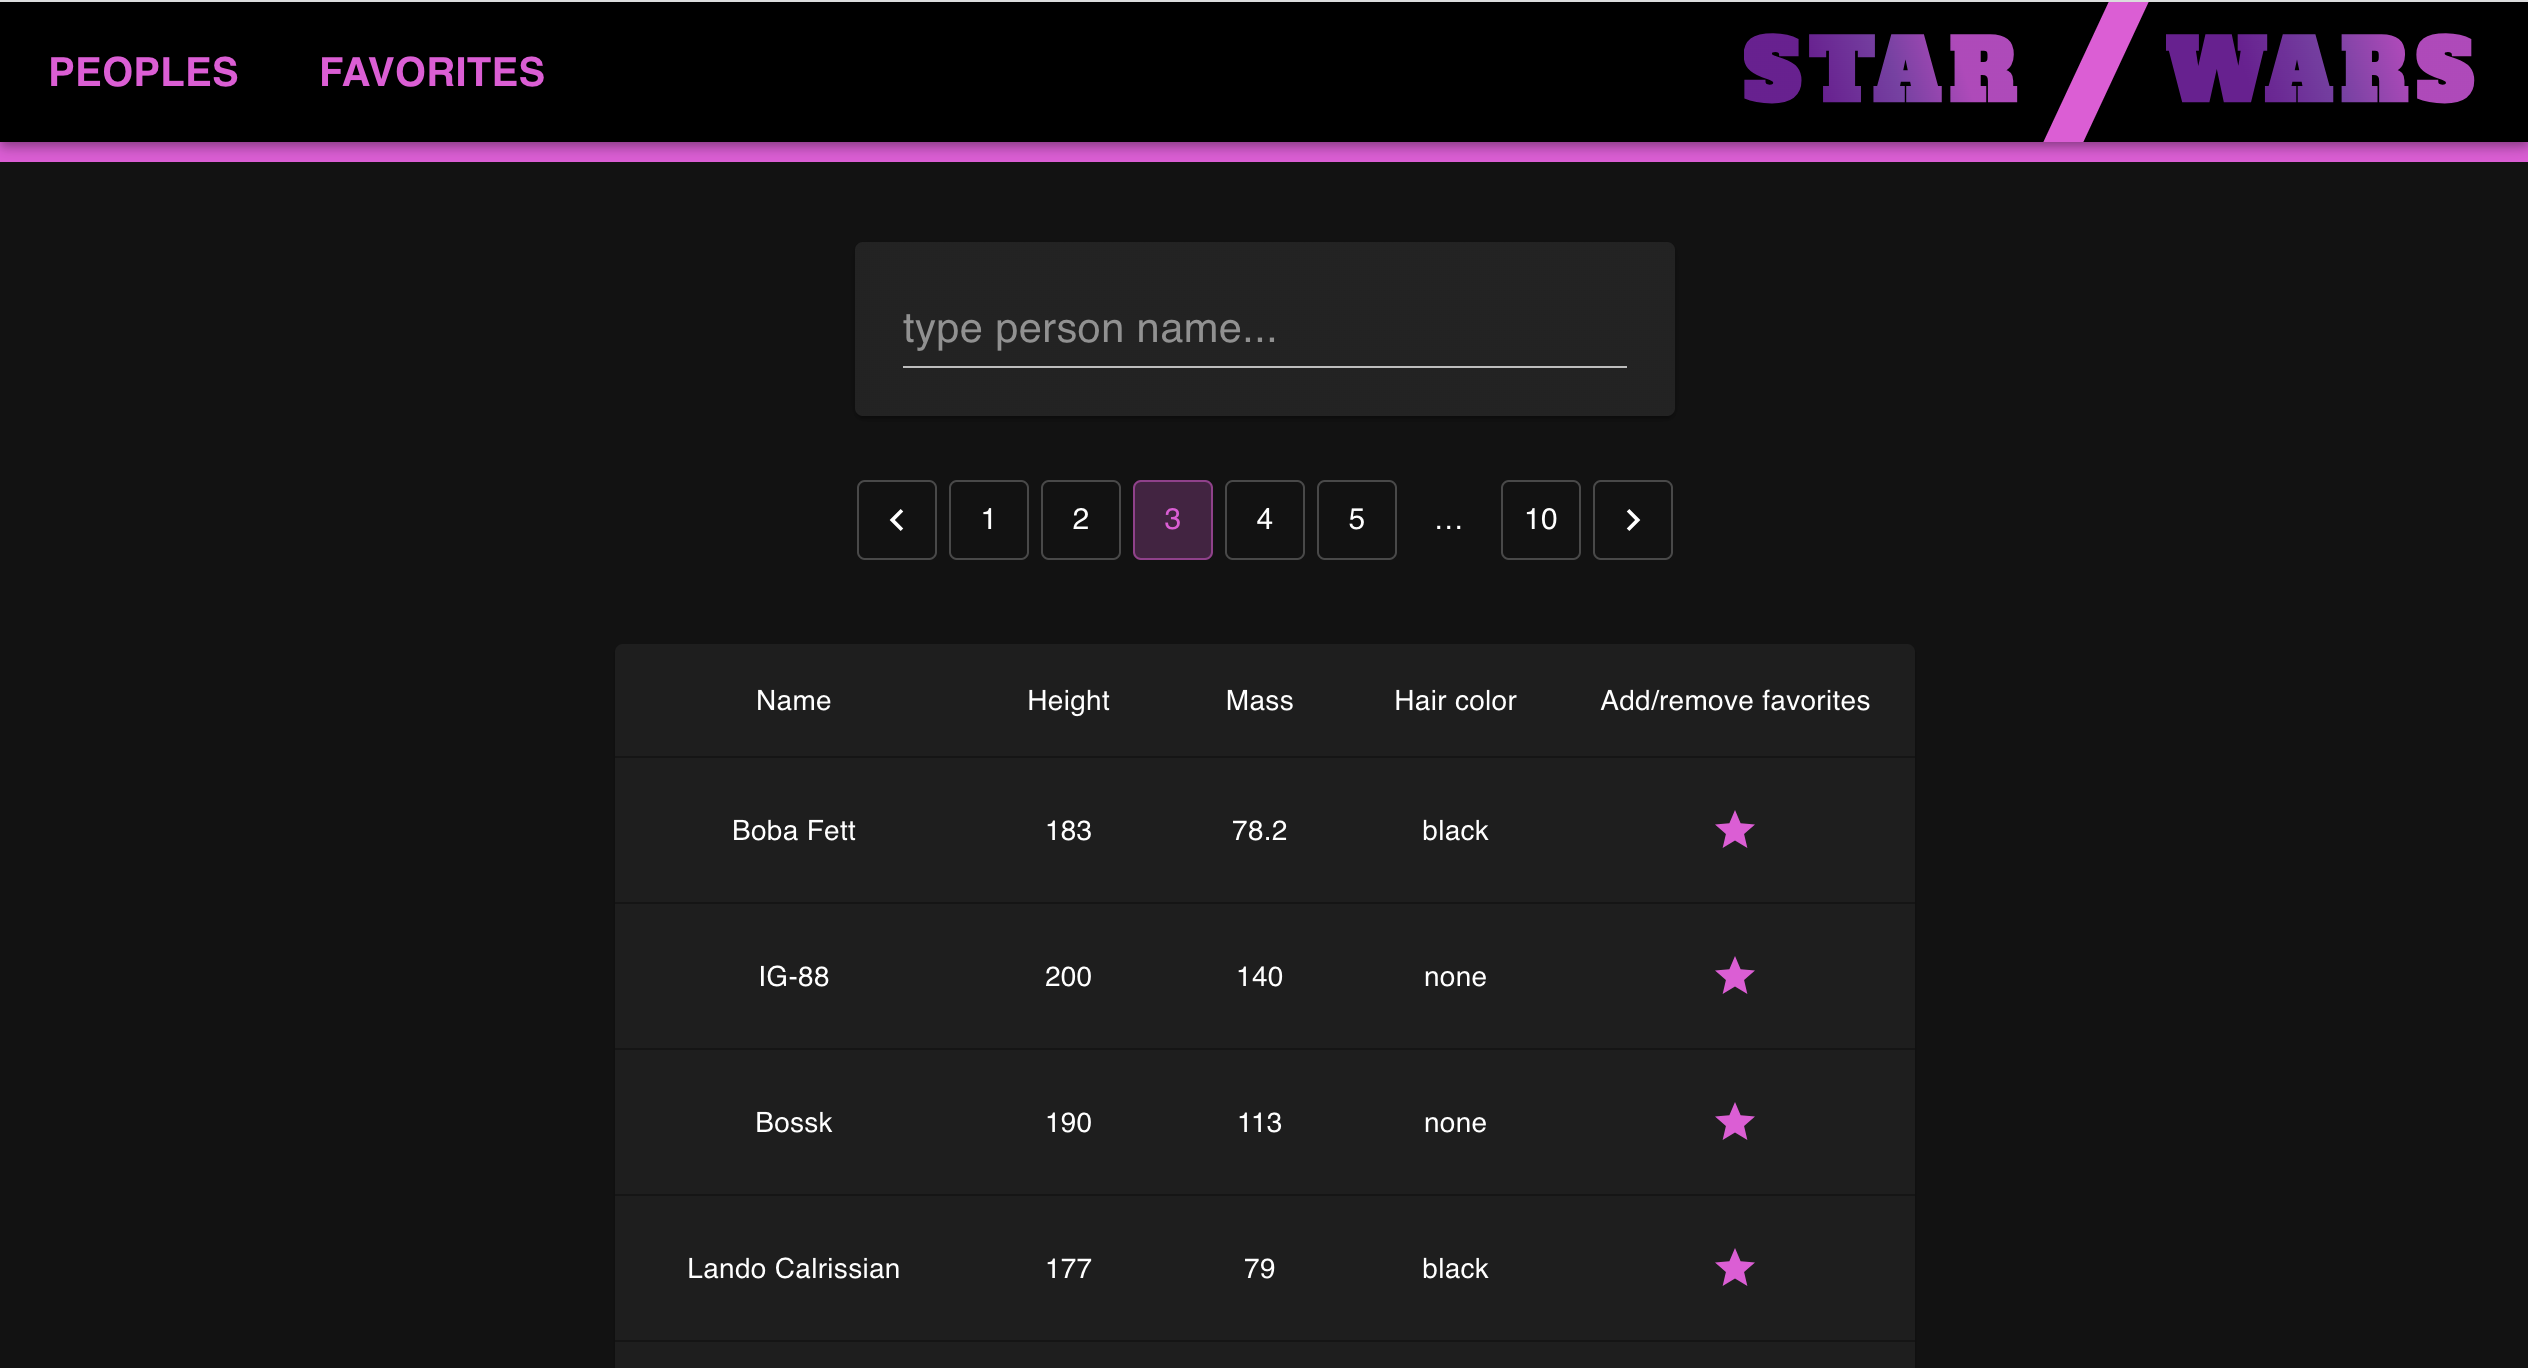 PEOPLES FAVORITES STAR WARS
type person name...
1 2 3 4 5 ... 10
Name Height Mass Hair color Add/remove favorites
Boba Fett 183 78.2 black
IG-88 200 140 none
Bossk 190 113 none
Lando Calrissian 177 79 black